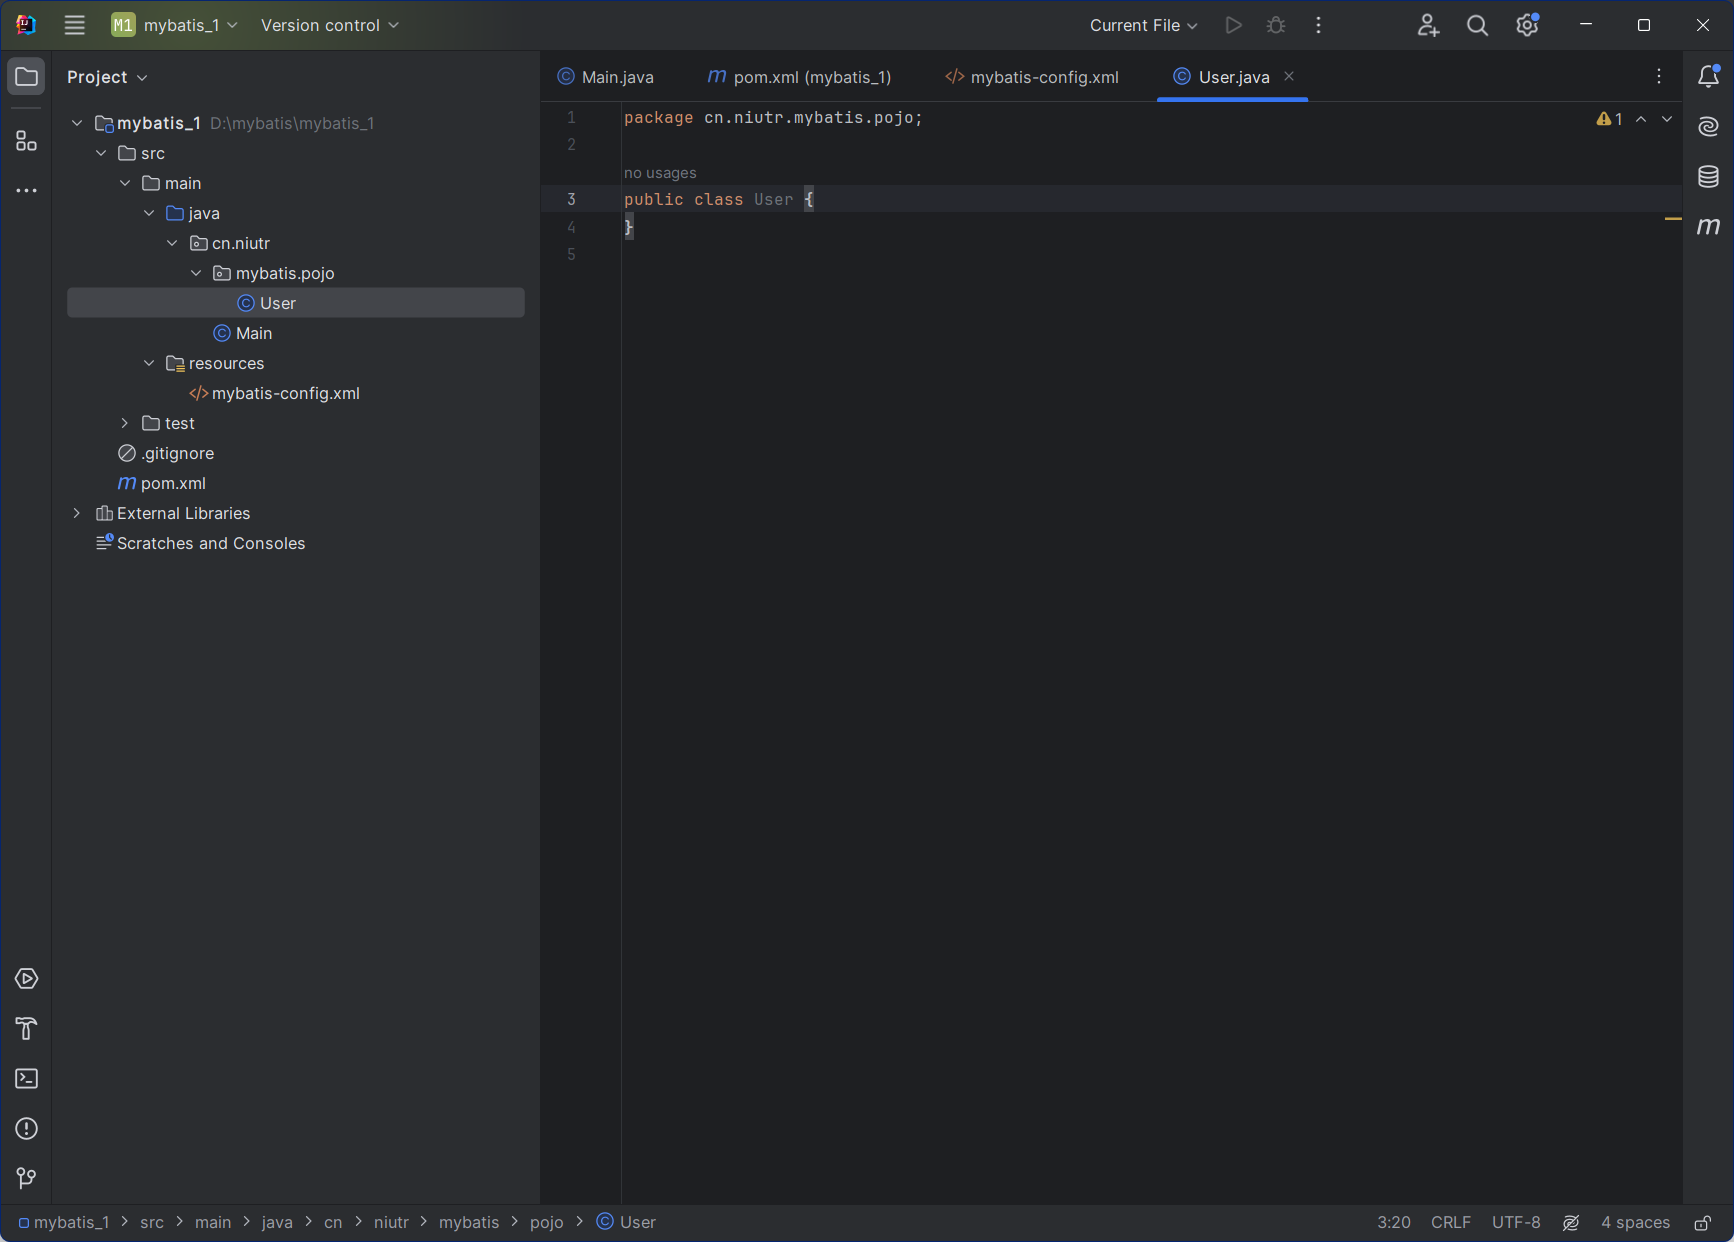 M1 mybatis_1 Version control Current File
Project
Main.java pom.xml (mybatis_1) mybatis-config.xml User.java
mybatis_1 D:\mybatis\mybatis_1
src
main
java
cn.niutr
mybatis.pojo
User
Main
resources
mybatis-config.xml
test
.gitignore
pom.xml
External Libraries
Scratches and Consoles
1 package cn.niutr.mybatis.pojo; 1
2
no usages
3 public class User {
4 }
5
mybatis_1 > src > main > java > cn > niutr > mybatis > pojo > User 3:20 CRLF UTF-8 4 spaces